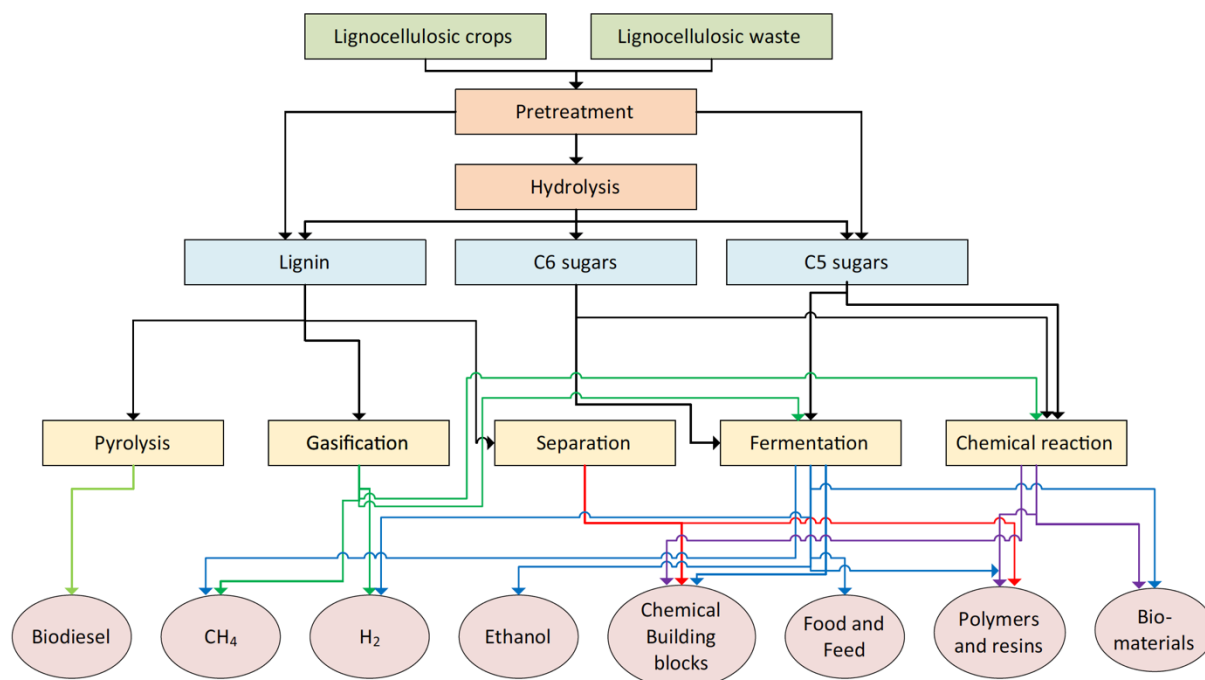 Lignocellulosic crops
Lignocellulosic waste
Pretreatment
Hydrolysis
Lignin
C6 sugars
C5 sugars
Pyrolysis
Gasification
Separation
Fermentation
Chemical reaction
Biodiesel
CH₄
H₂
Ethanol
Chemical
Building
blocks
Food and
Feed
Polymers
and resins
Bio-
materials